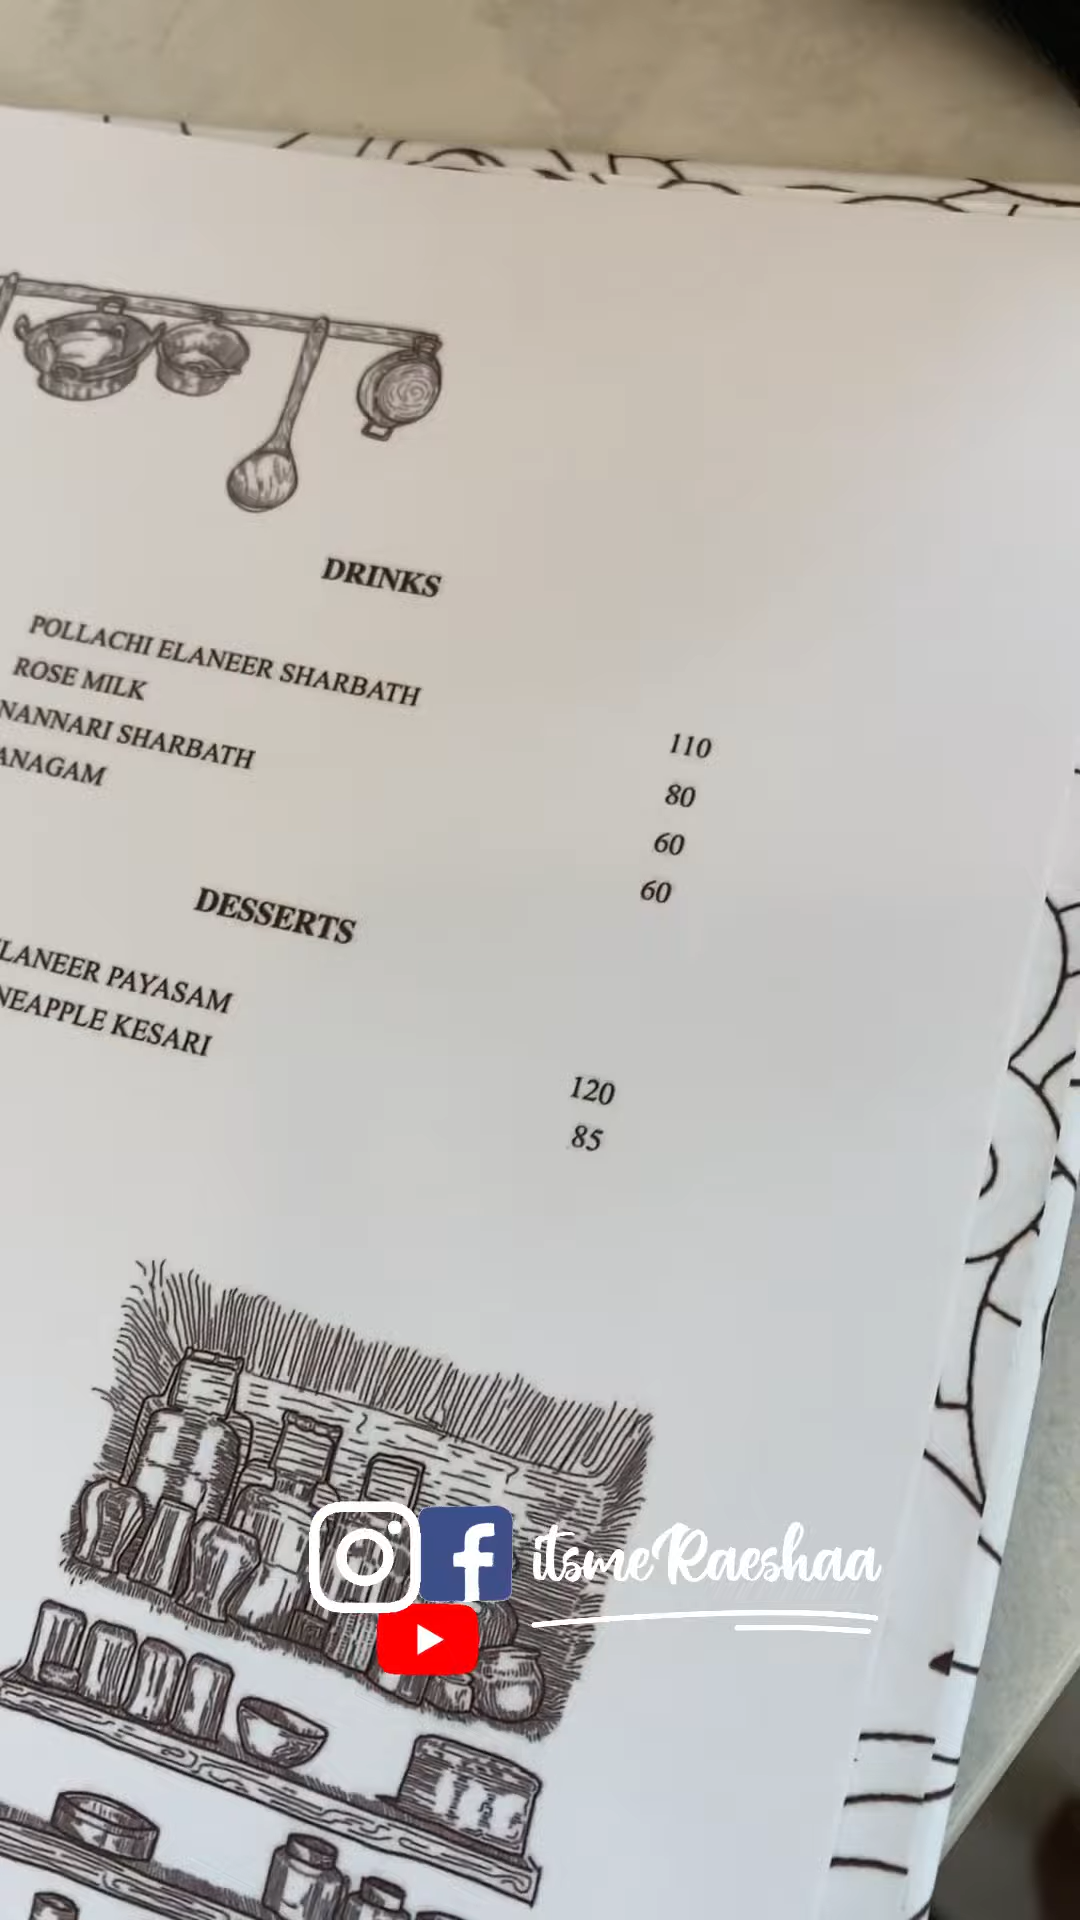 DRINKS
POLLACHI ELANEER SHARBATH 110
ROSE MILK 80
NANNARI SHARBATH 60
ANAGAM 60
DESSERTS
LANEER PAYASAM 120
NEAPPLE KESARI 85
itsmeRaeshaa